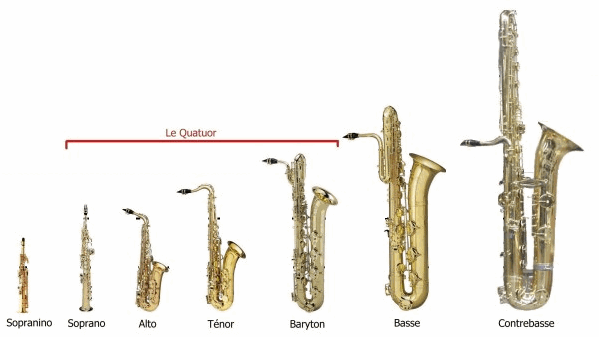 Le Quatuor
Sopranino
Soprano
Alto
Ténor
Baryton
Basse
Contrebasse